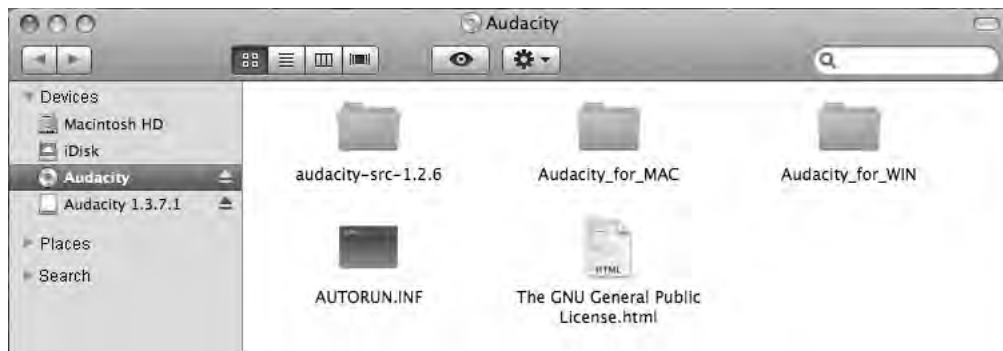 Audacity
Devices
Macintosh HD
iDisk
Audacity
Audacity 1.3.7.1
Places
Search
audacity-src-1.2.6
Audacity_for_MAC
Audacity_for_WIN
AUTORUN.INF
HTML
The GNU General Public
License.html